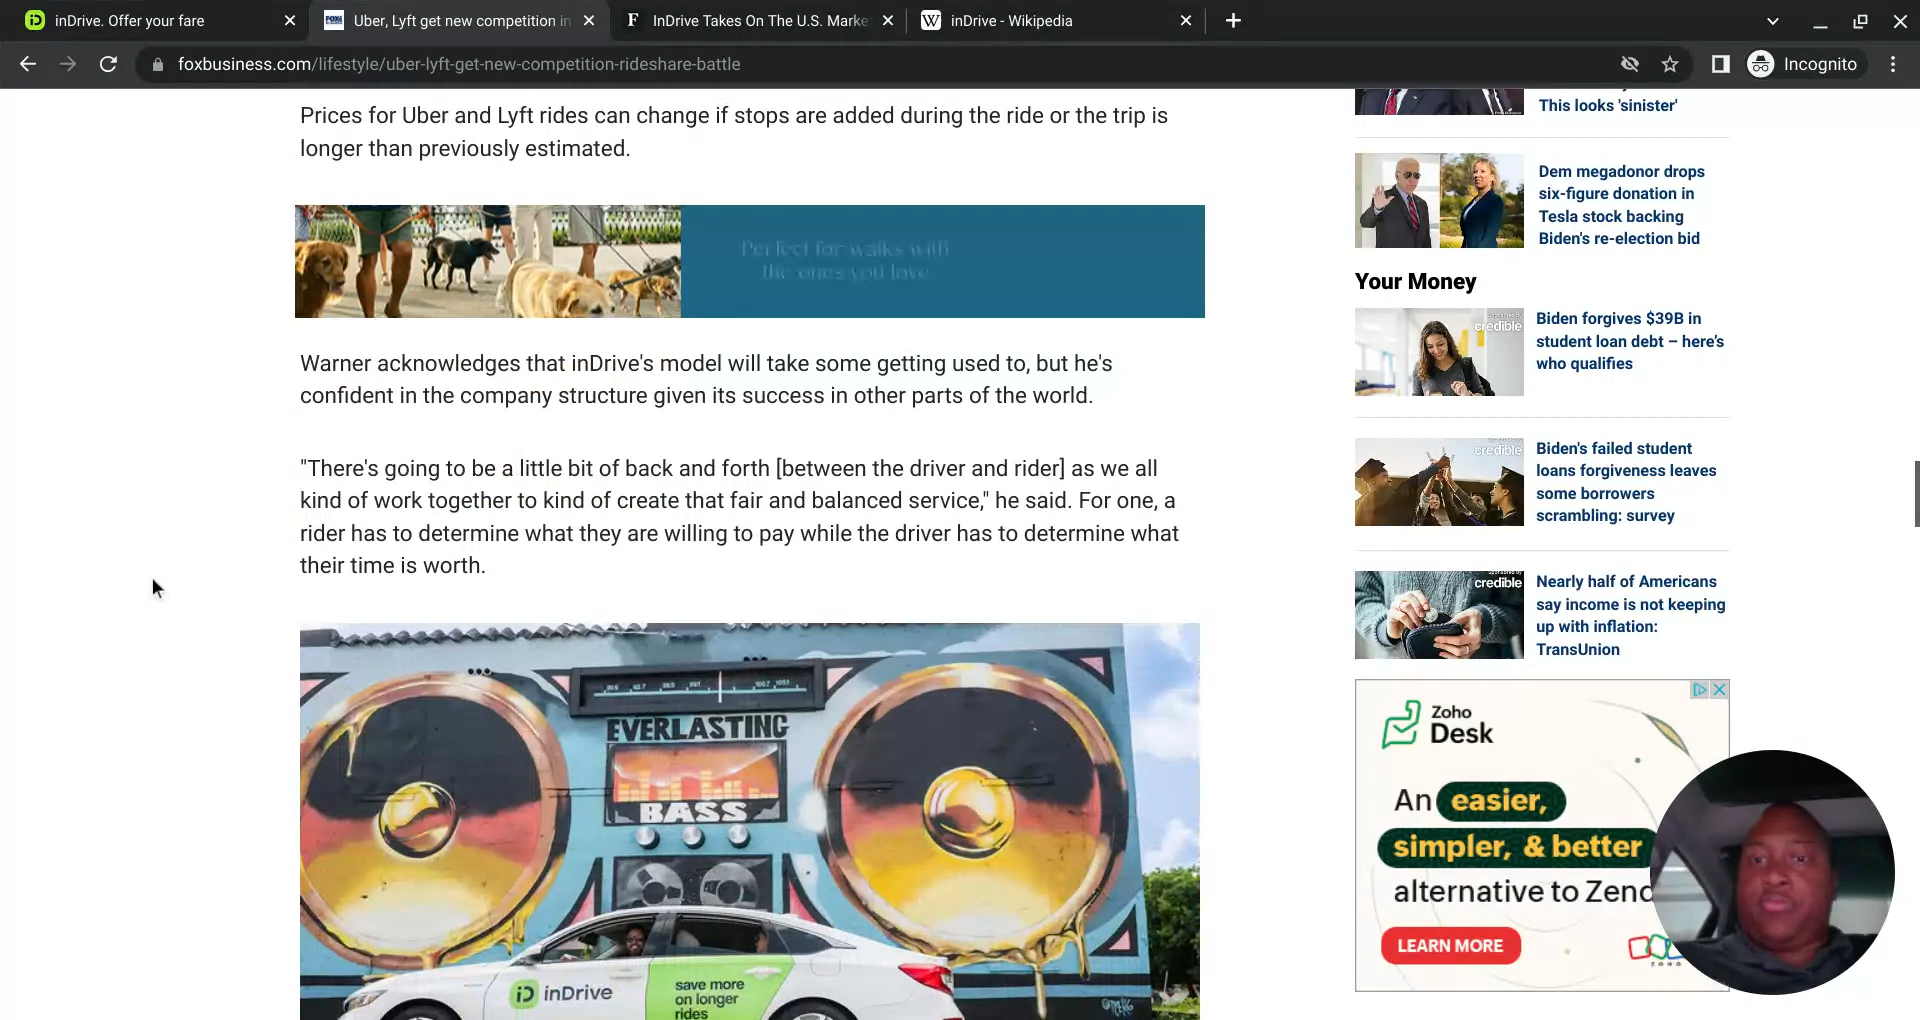 inDrive. Offer your fare
Uber, Lyft get new competition in
InDrive Takes On The U.S. Marke
inDrive - Wikipedia
foxbusiness.com/lifestyle/uber-lyft-get-new-competition-rideshare-battle
Incognito
Prices for Uber and Lyft rides can change if stops are added during the ride or the trip is
longer than previously estimated.
Perfect for walks with
the ones you love
Warner acknowledges that inDrive's model will take some getting used to, but he's
confident in the company structure given its success in other parts of the world.
"There's going to be a little bit of back and forth [between the driver and rider] as we all
kind of work together to kind of create that fair and balanced service," he said. For one, a
rider has to determine what they are willing to pay while the driver has to determine what
their time is worth.
EVERLASTING
BASS
iD inDrive
save more
on longer
rides
This looks 'sinister'
Dem megadonor drops
six-figure donation in
Tesla stock backing
Biden's re-election bid
Your Money
credible
Biden forgives $39B in
student loan debt – here's
who qualifies
credible
Biden's failed student
loans forgiveness leaves
some borrowers
scrambling: survey
credible
Nearly half of Americans
say income is not keeping
up with inflation:
TransUnion
Zoho
Desk
An easier,
simpler, & better
alternative to Zend
LEARN MORE
ZOHO